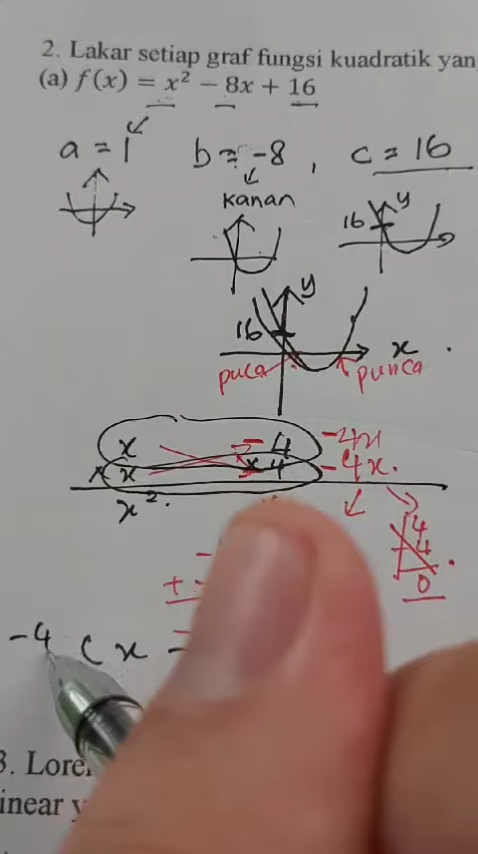 2. Lakar setiap graf fungsi kuadratik yan
(a) f(x) = x² − 8x + 16
a = 1 b = -8 , c = 16
kanan
16 y
y
16
x
puca punca
x -4 -4x
x x 4 -4x.
x².
4
4
0
-
+
-4 (x -
3. Lore
inear y